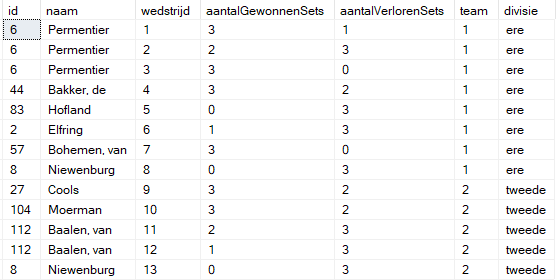 id naam wedstrijd aantalGewonnenSets aantalVerlorenSets team divisie
6 Permentier 1 3 1 1 ere
6 Permentier 2 2 3 1 ere
6 Permentier 3 3 0 1 ere
44 Bakker, de 4 3 2 1 ere
83 Hofland 5 0 3 1 ere
2 Elfring 6 1 3 1 ere
57 Bohemen, van 7 3 0 1 ere
8 Niewenburg 8 0 3 1 ere
27 Cools 9 3 2 2 tweede
104 Moerman 10 3 2 2 tweede
112 Baalen, van 11 2 3 2 tweede
112 Baalen, van 12 1 3 2 tweede
8 Niewenburg 13 0 3 2 tweede